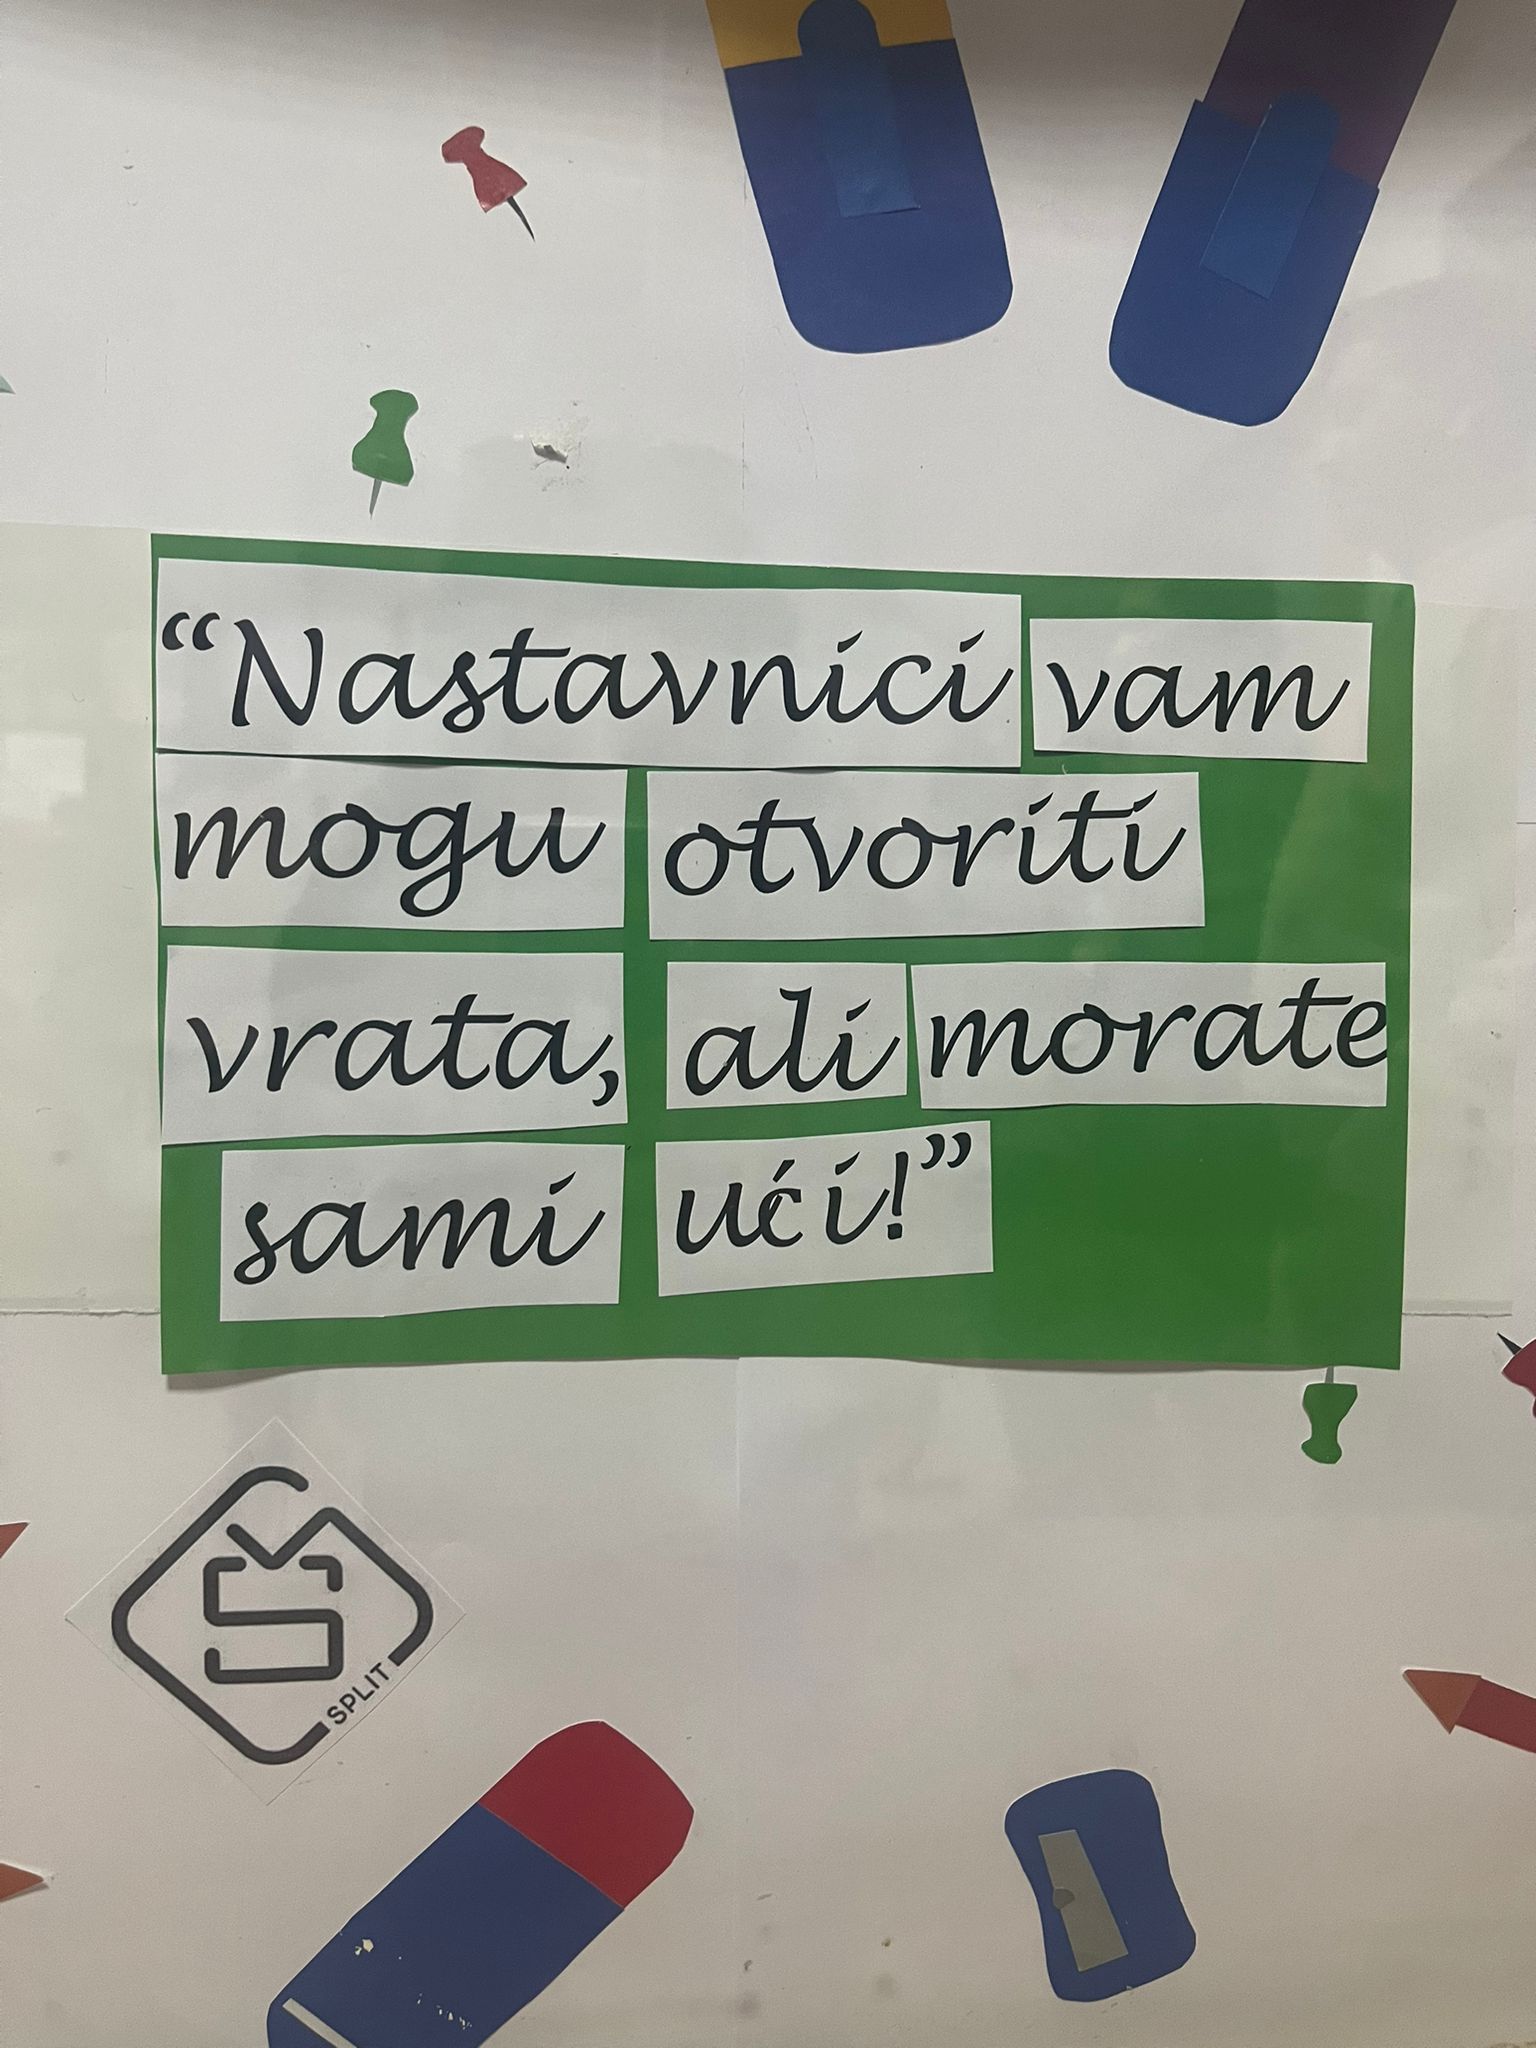 “Nastavnici vam
mogu otvoriti
vrata, ali morate
sami ući!”
SPLIT